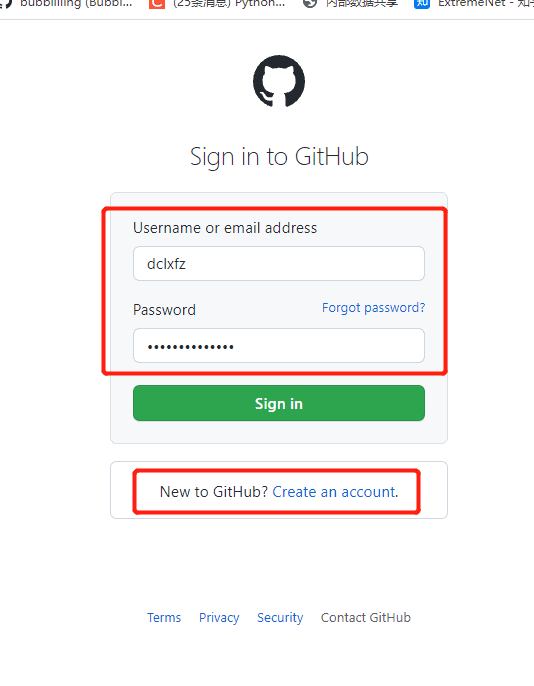 bubbliiiing (Bubbl... (25条消息) Python... 内部数据共享 ExtremeNet - 知乎
Sign in to GitHub
Username or email address
dclxfz
Password Forgot password?
••••••••••••••
Sign in
New to GitHub? Create an account.
Terms Privacy Security Contact GitHub